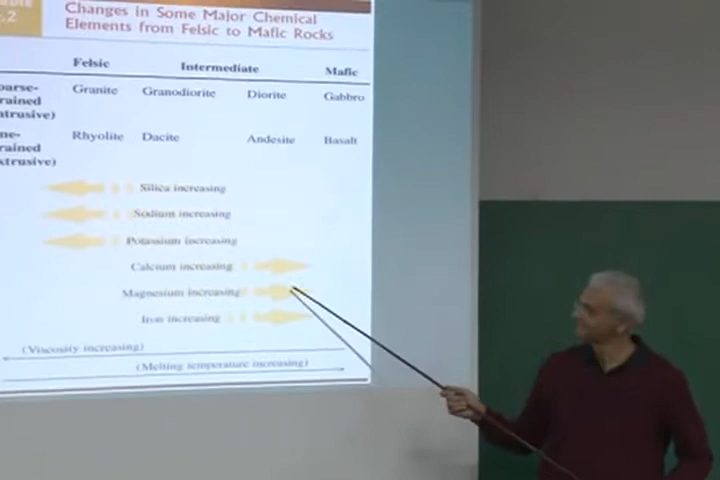 .2
Changes in Some Major Chemical
Elements from Felsic to Mafic Rocks
Felsic Intermediate Mafic
Granite Granodiorite Diorite Gabbro
Rhyolite Dacite Andesite Basalt
Silica increasing
Sodium increasing
Potassium increasing
Calcium increasing
Magnesium increasing
Iron increasing
(Viscosity increasing)
(Melting temperature increasing)